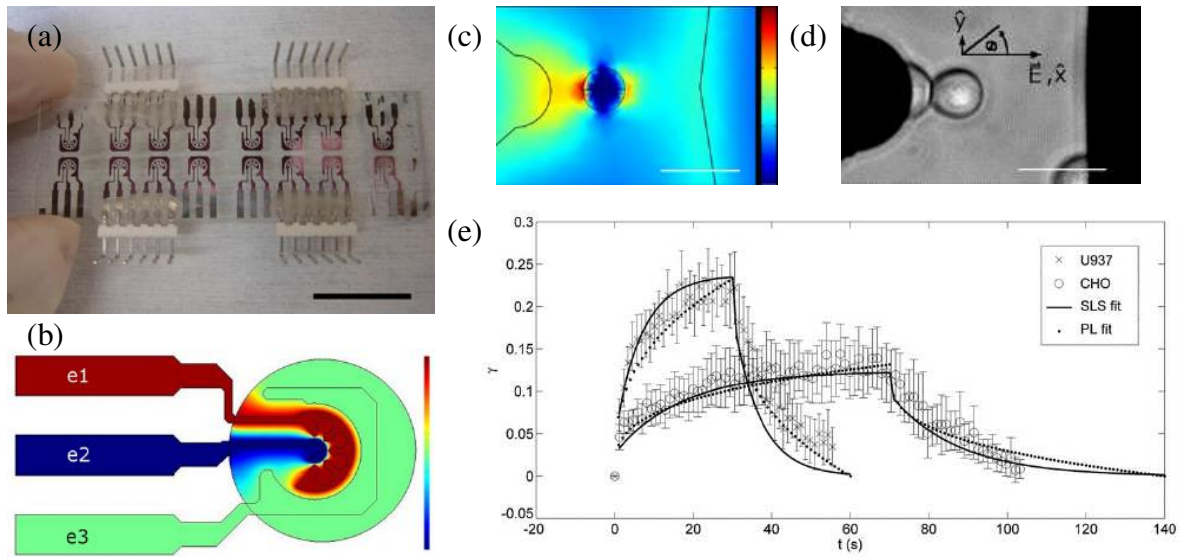 (a)
(b)
e1
e2
e3
(c)
(d)
ŷ
Φ
E⃗ , x̂
(e)
γ
0.3
0.25
0.20
0.15
0.1
0.05
0
-0.05
× U937
○ CHO
SLS fit
PL fit
-20 0 20 40 60 80 100 120 140
t (s)